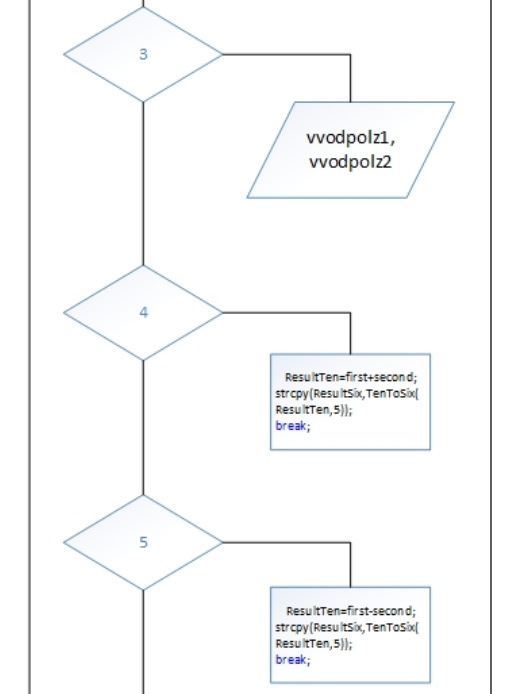 3
vvodpolz1,
vvodpolz2
4
ResultTen=first+second;
strcpy(ResultSix,TenToSix(
ResultTen,5));
break;
5
ResultTen=first-second;
strcpy(ResultSix,TenToSix(
ResultTen,5));
break;